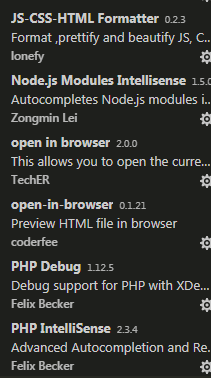 JS-CSS-HTML Formatter 0.2.3
Format ,prettify and beautify JS, C...
lonefy
Node.js Modules Intellisense 1.5.0
Autocompletes Node.js modules i...
Zongmin Lei
open in browser 2.0.0
This allows you to open the curre...
TechER
open-in-browser 0.1.21
Preview HTML file in browser
coderfee
PHP Debug 1.12.5
Debug support for PHP with XDe...
Felix Becker
PHP IntelliSense 2.3.4
Advanced Autocompletion and Re...
Felix Becker